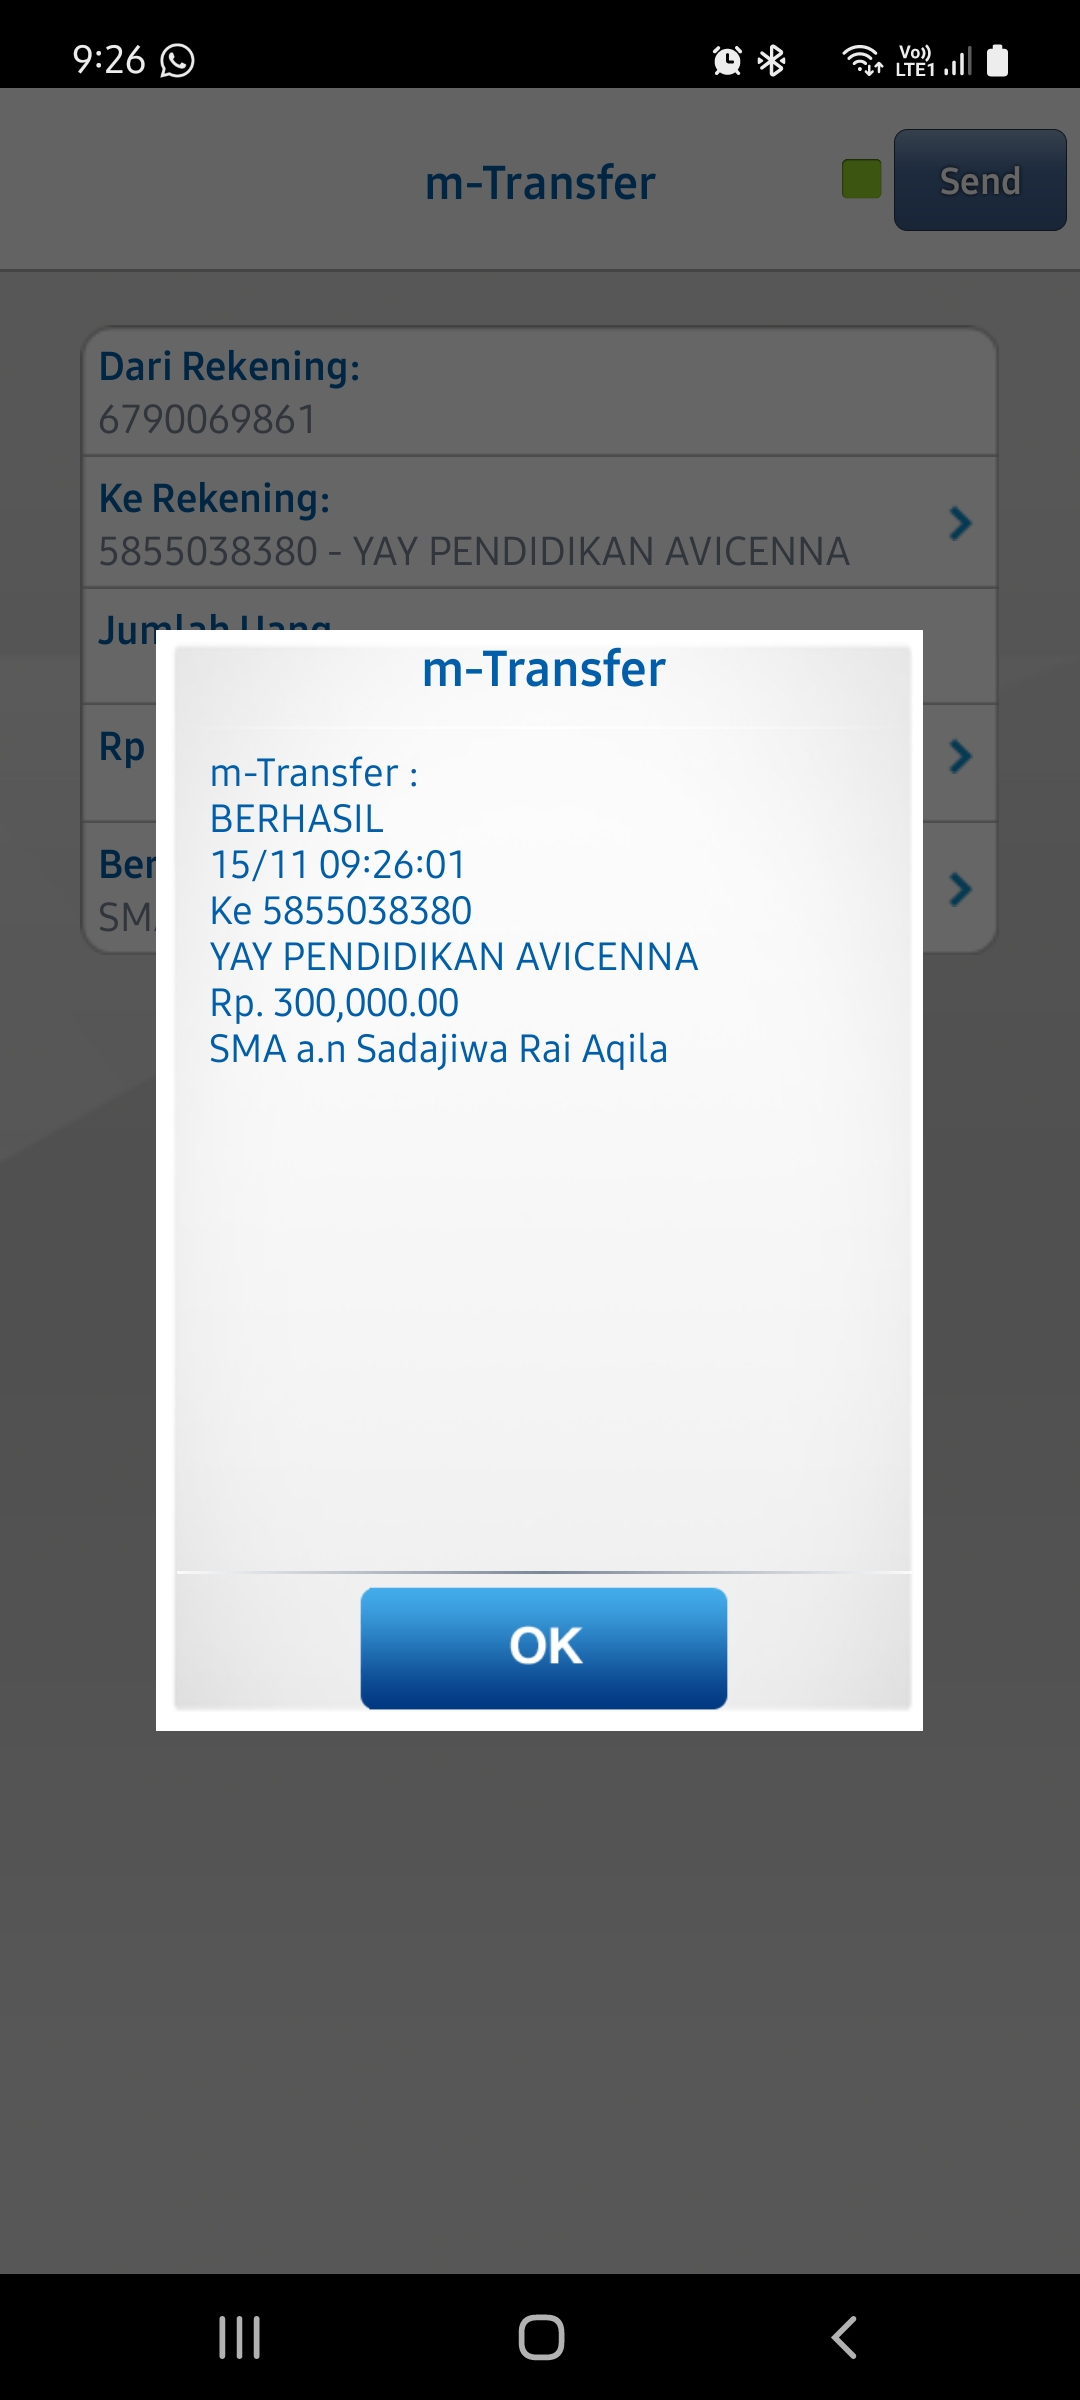 9:26
Vo))
LTE1
m-Transfer
Send
Dari Rekening:
6790069861
Ke Rekening:
5855038380 - YAY PENDIDIKAN AVICENNA
Jumlah Uang
Rp
Ber
SM
m-Transfer
m-Transfer :
BERHASIL
15/11 09:26:01
Ke 5855038380
YAY PENDIDIKAN AVICENNA
Rp. 300,000.00
SMA a.n Sadajiwa Rai Aqila
OK